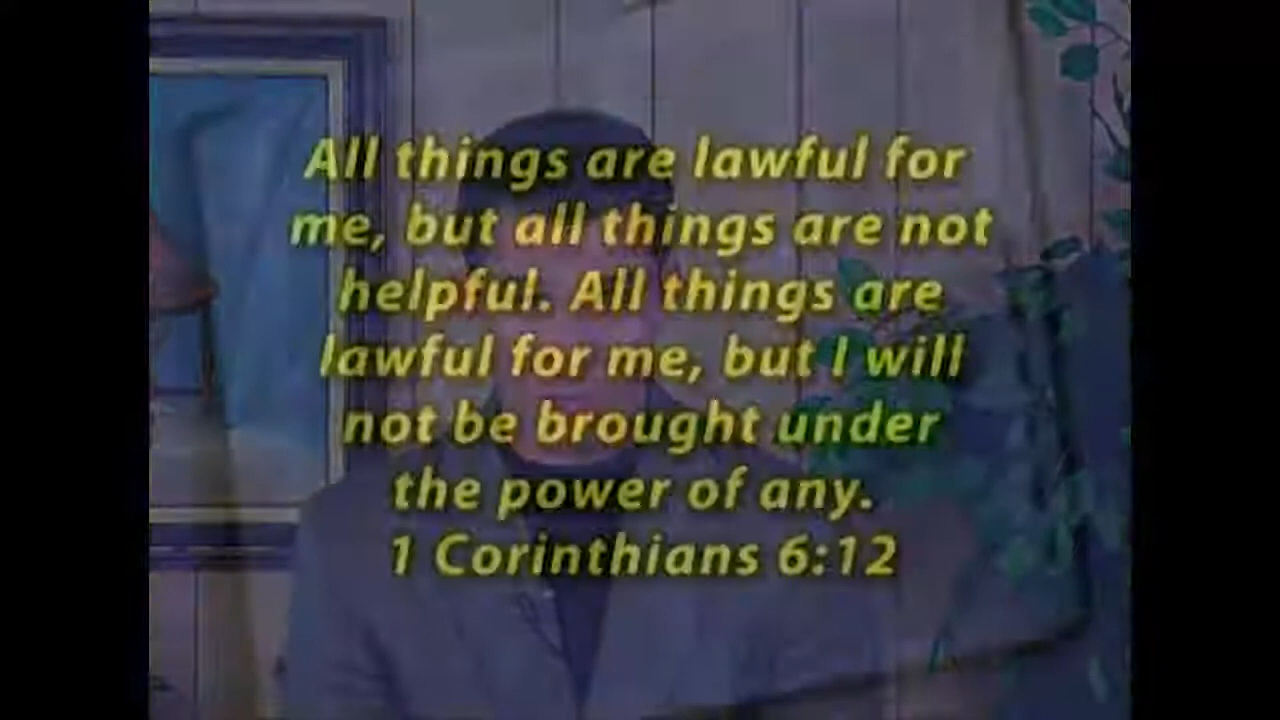 All things are lawful for
me, but all things are not
helpful. All things are
lawful for me, but I will
not be brought under
the power of any.
1 Corinthians 6:12